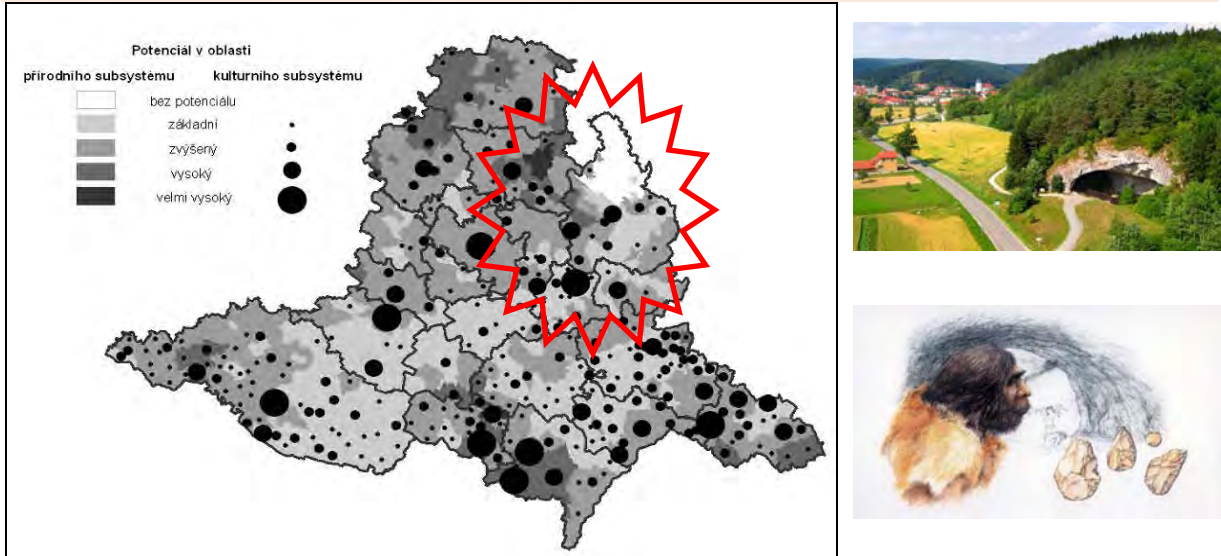 Potenciál v oblasti
přírodního subsystému kulturního subsystému
bez potenciálu
základní
zvýšený
vysoký
velmi vysoký